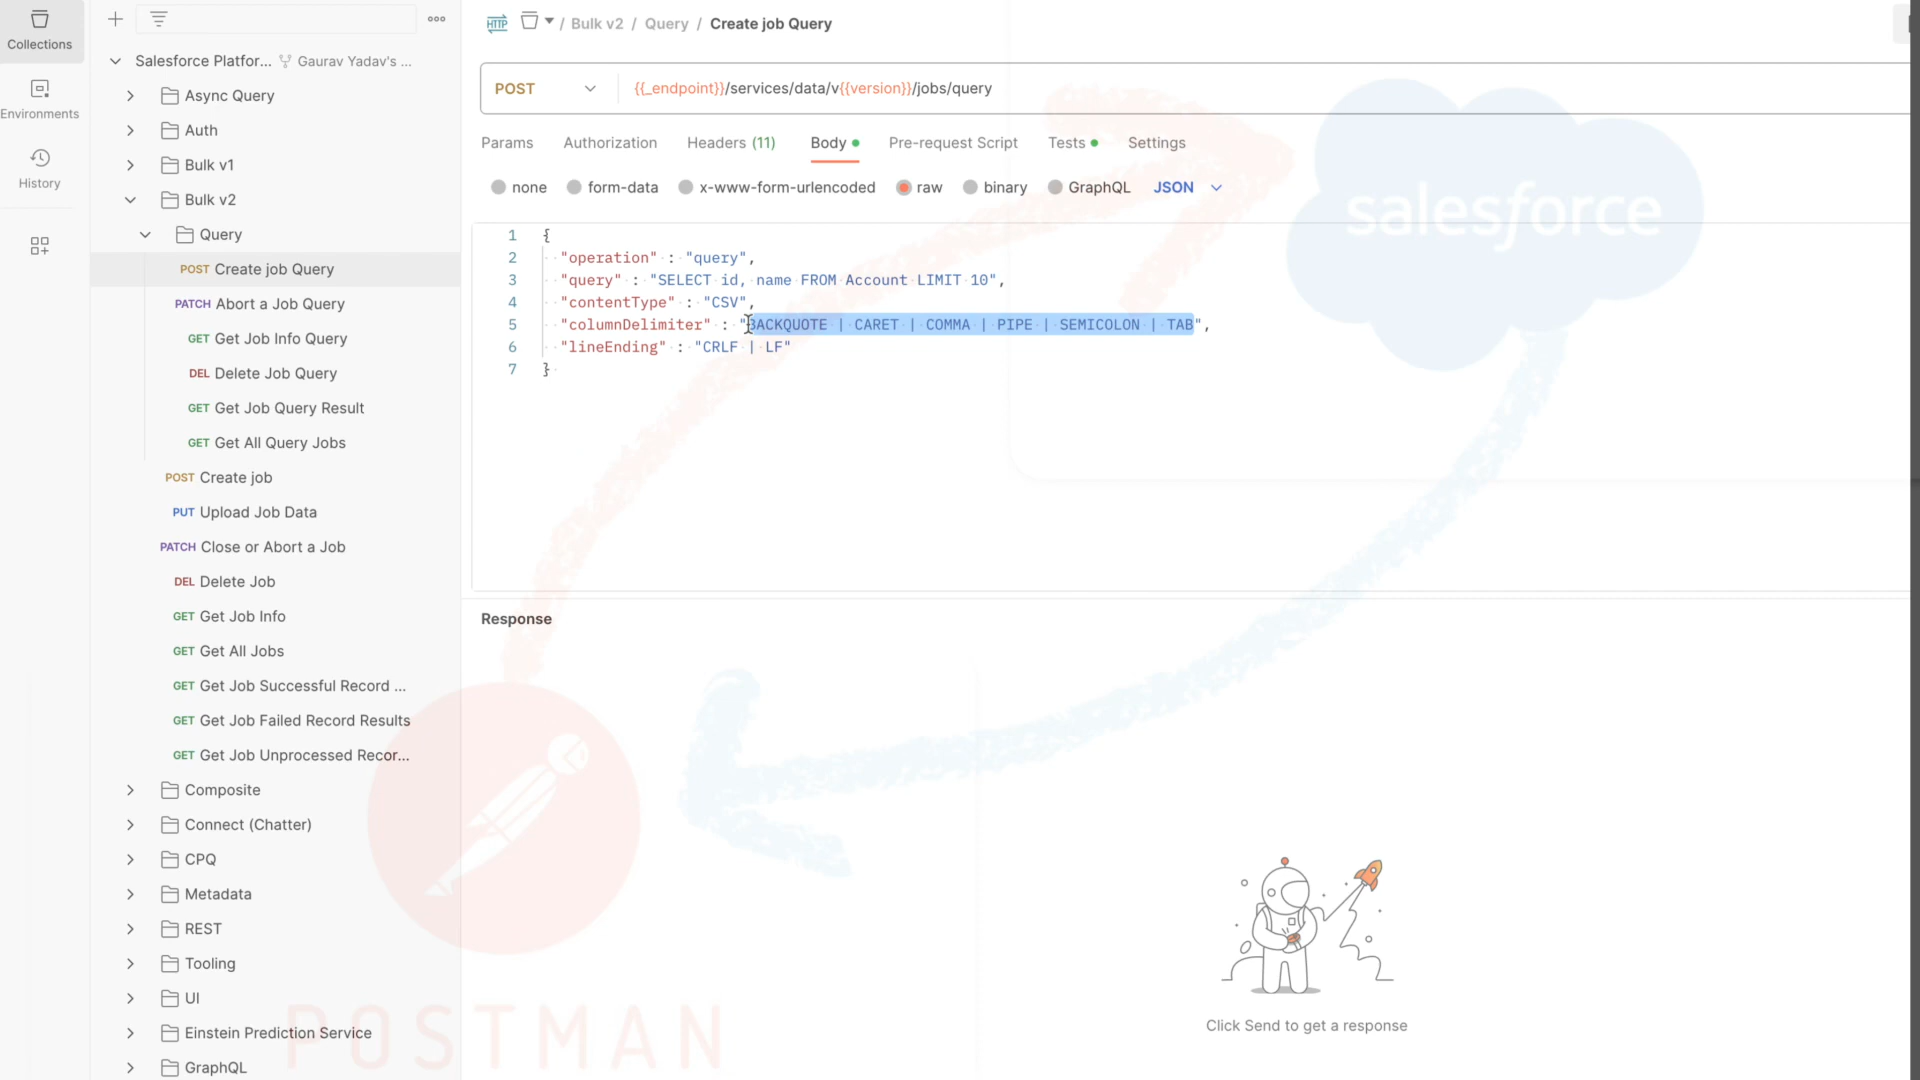 Collections
Environments
History
Salesforce Platfor... Gaurav Yadav's ...
Async Query
Auth
Bulk v1
Bulk v2
Query
POST Create job Query
PATCH Abort a Job Query
GET Get Job Info Query
DEL Delete Job Query
GET Get Job Query Result
GET Get All Query Jobs
POST Create job
PUT Upload Job Data
PATCH Close or Abort a Job
DEL Delete Job
GET Get Job Info
GET Get All Jobs
GET Get Job Successful Record ...
GET Get Job Failed Record Results
GET Get Job Unprocessed Recor...
Composite
Connect (Chatter)
CPQ
Metadata
REST
Tooling
UI
Einstein Prediction Service
GraphQL
HTTP / Bulk v2 / Query / Create job Query
POST {{_endpoint}}/services/data/v{{version}}/jobs/query
Params Authorization Headers (11) Body Pre-request Script Tests Settings
none form-data x-www-form-urlencoded raw binary GraphQL JSON
1 {
2 "operation" : "query",
3 "query" : "SELECT id, name FROM Account LIMIT 10",
4 "contentType" : "CSV",
5 "columnDelimiter" : "BACKQUOTE | CARET | COMMA | PIPE | SEMICOLON | TAB",
6 "lineEnding" : "CRLF | LF"
7 }
salesforce
Response
Click Send to get a response
POSTMAN